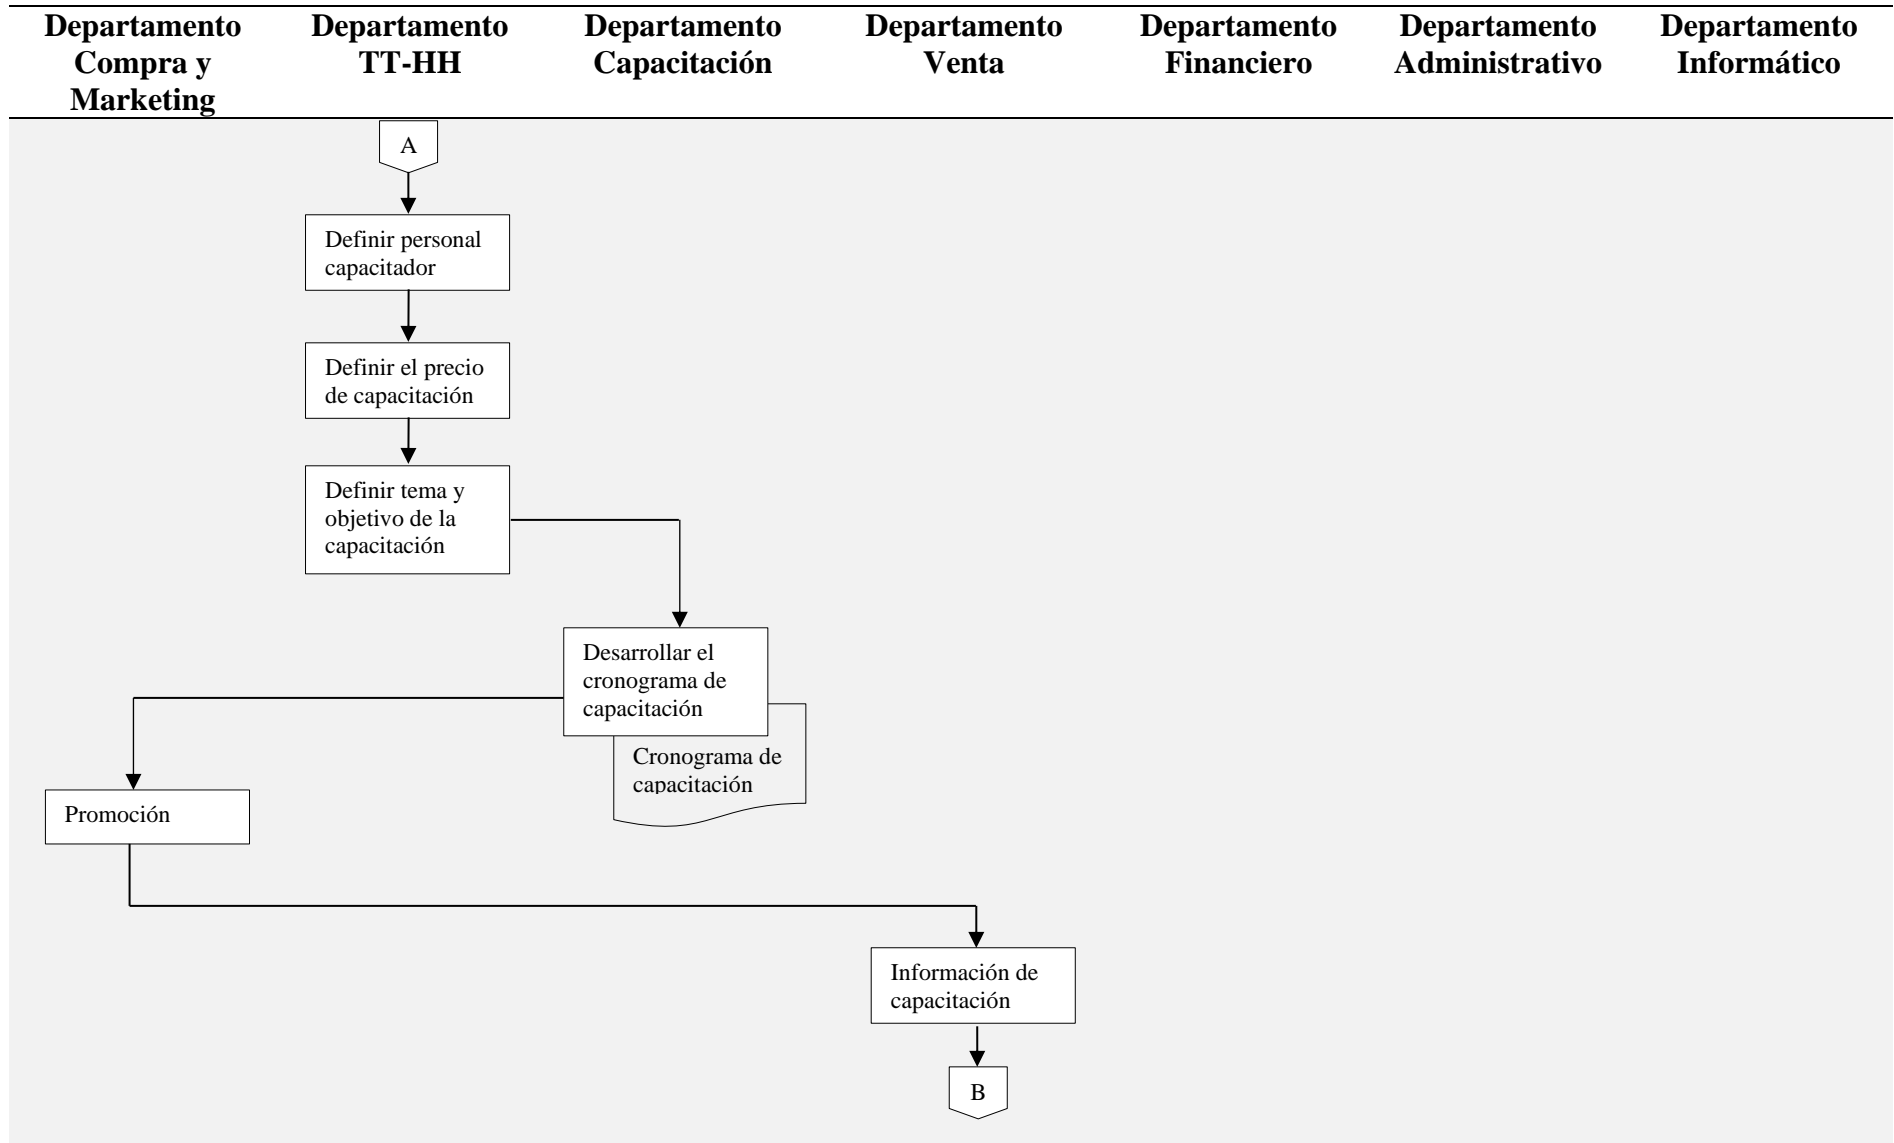 Departamento
Compra y
Marketing
Departamento
TT-HH
Departamento
Capacitación
Departamento
Venta
Departamento
Financiero
Departamento
Administrativo
Departamento
Informático
A
Definir personal
capacitador
Definir el precio
de capacitación
Definir tema y
objetivo de la
capacitación
Desarrollar el
cronograma de
capacitación
Cronograma de
capacitación
Promoción
Información de
capacitación
B